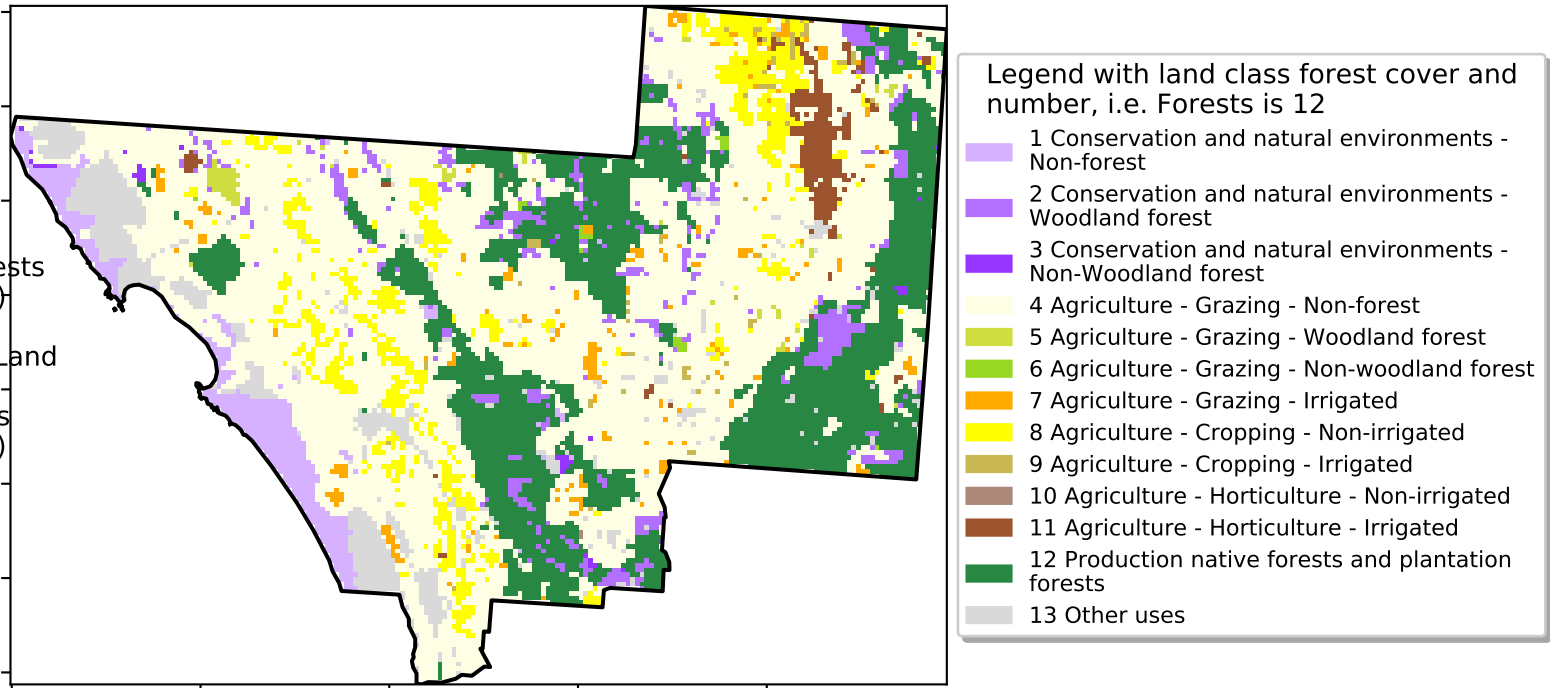 Legend with land class forest cover and
number, i.e. Forests is 12
1 Conservation and natural environments -
Non-forest
2 Conservation and natural environments -
Woodland forest
3 Conservation and natural environments -
Non-Woodland forest
4 Agriculture - Grazing - Non-forest
5 Agriculture - Grazing - Woodland forest
6 Agriculture - Grazing - Non-woodland forest
7 Agriculture - Grazing - Irrigated
8 Agriculture - Cropping - Non-irrigated
9 Agriculture - Cropping - Irrigated
10 Agriculture - Horticulture - Non-irrigated
11 Agriculture - Horticulture - Irrigated
12 Production native forests and plantation
forests
13 Other uses
ests
)
and
s
)